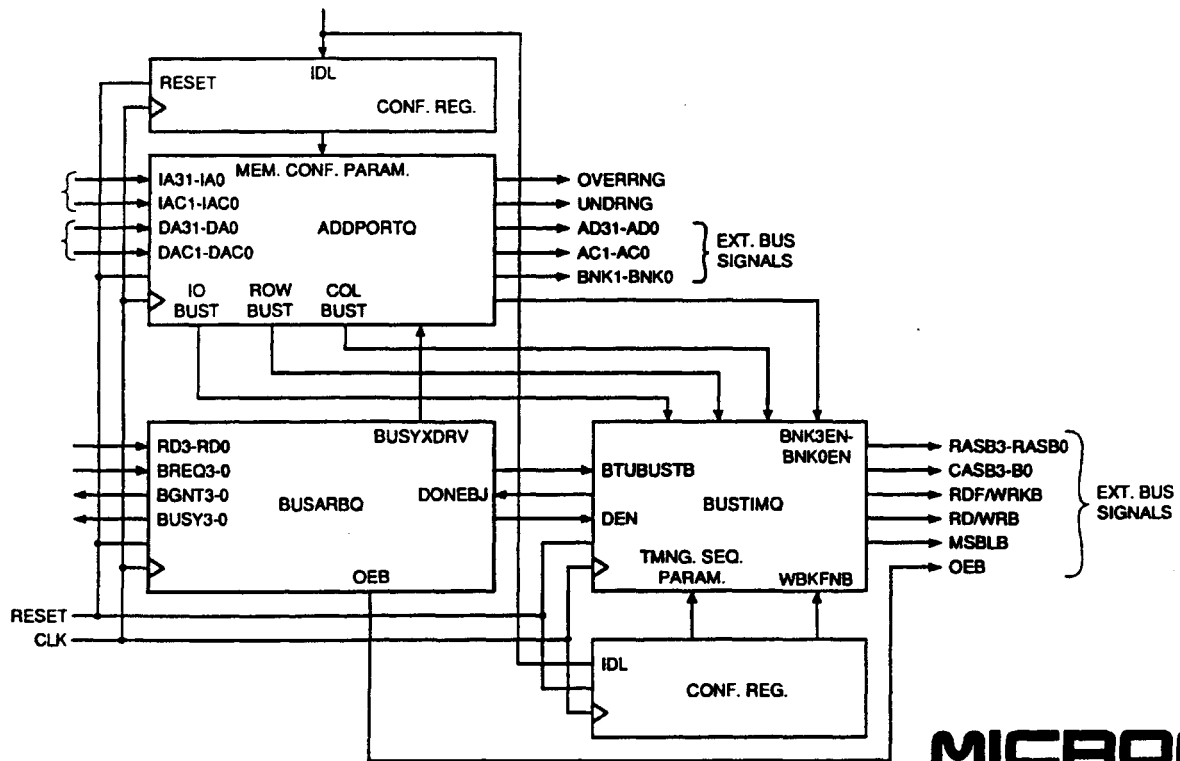 IDL
RESET
CONF. REG.
MEM. CONF. PARAM.
IA31-IA0
IAC1-IAC0
DA31-DA0
DAC1-DAC0
ADDPORTQ
IO BUST
ROW BUST
COL BUST
OVERRNG
UNDRNG
AD31-AD0
AC1-AC0
BNK1-BNK0
EXT. BUS
SIGNALS
BUSYXDRV
RD3-RD0
BREQ3-0
BGNT3-0
BUSY3-0
BUSARBQ
DONEBJ
OEB
BNK3EN-
BNK0EN
BTUBUSTB
BUSTIMQ
DEN
TMNG. SEQ.
PARAM.
WBKFNB
RASB3-RASB0
CASB3-B0
RDF/WRKB
RD/WRB
MSBLB
OEB
EXT. BUS
SIGNALS
RESET
CLK
IDL
CONF. REG.